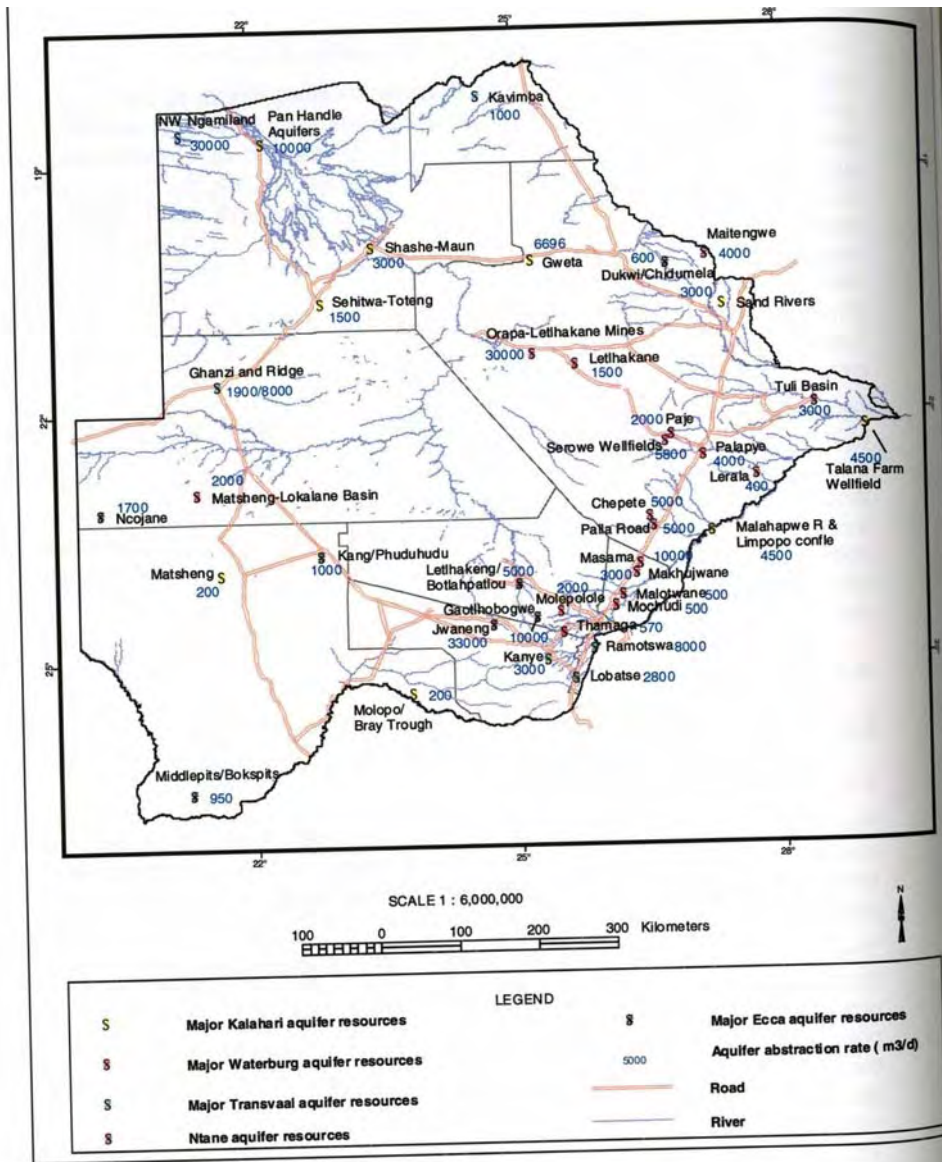 22°
25°
28°
19°
22°
25°
Kavimba
1000
NW Ngamiland
30000
Pan Handle
Aquifers
10000
Shashe-Maun
3000
6696
Gweta
Maitengwe
4000
600
Dukwi/Chidumela
3000
Sand Rivers
Sehitwa-Toteng
1500
Orapa-Letlhakane Mines
30000
Letlhakane
1500
Ghanzi and Ridge
1900/8000
Tuli Basin
3000
2000
Paje
Serowe Wellfields
5800
Palapye
4000
Lerala
400
4500
Talana Farm
Wellfield
2000
Matsheng-Lokalane Basin
1700
Ncojane
Chepete
5000
Palla Road
5000
Malahapwe R &
Limpopo confle
4500
Kang/Phuduhudu
1000
Matsheng
200
Masama
10000
3000
Makhujwane
Letlhakeng/
Botlahpatlou
5000
2000
Molepolole
Malotwane
500
Mochudi
500
Gaotlhobogwe
10000
Jwaneng
33000
Thamaga
570
Ramotswa
8000
Kanye
3000
Lobatse
2800
200
Molopo/
Bray Trough
Middlepits/Bokspits
950
22°
25°
28°
SCALE 1 : 6,000,000
N
100 0 100 200 300 Kilometers
LEGEND
Major Kalahari aquifer resources
Major Ecca aquifer resources
Major Waterburg aquifer resources
5000 Aquifer abstraction rate ( m3/d)
Major Transvaal aquifer resources
Road
Ntane aquifer resources
River